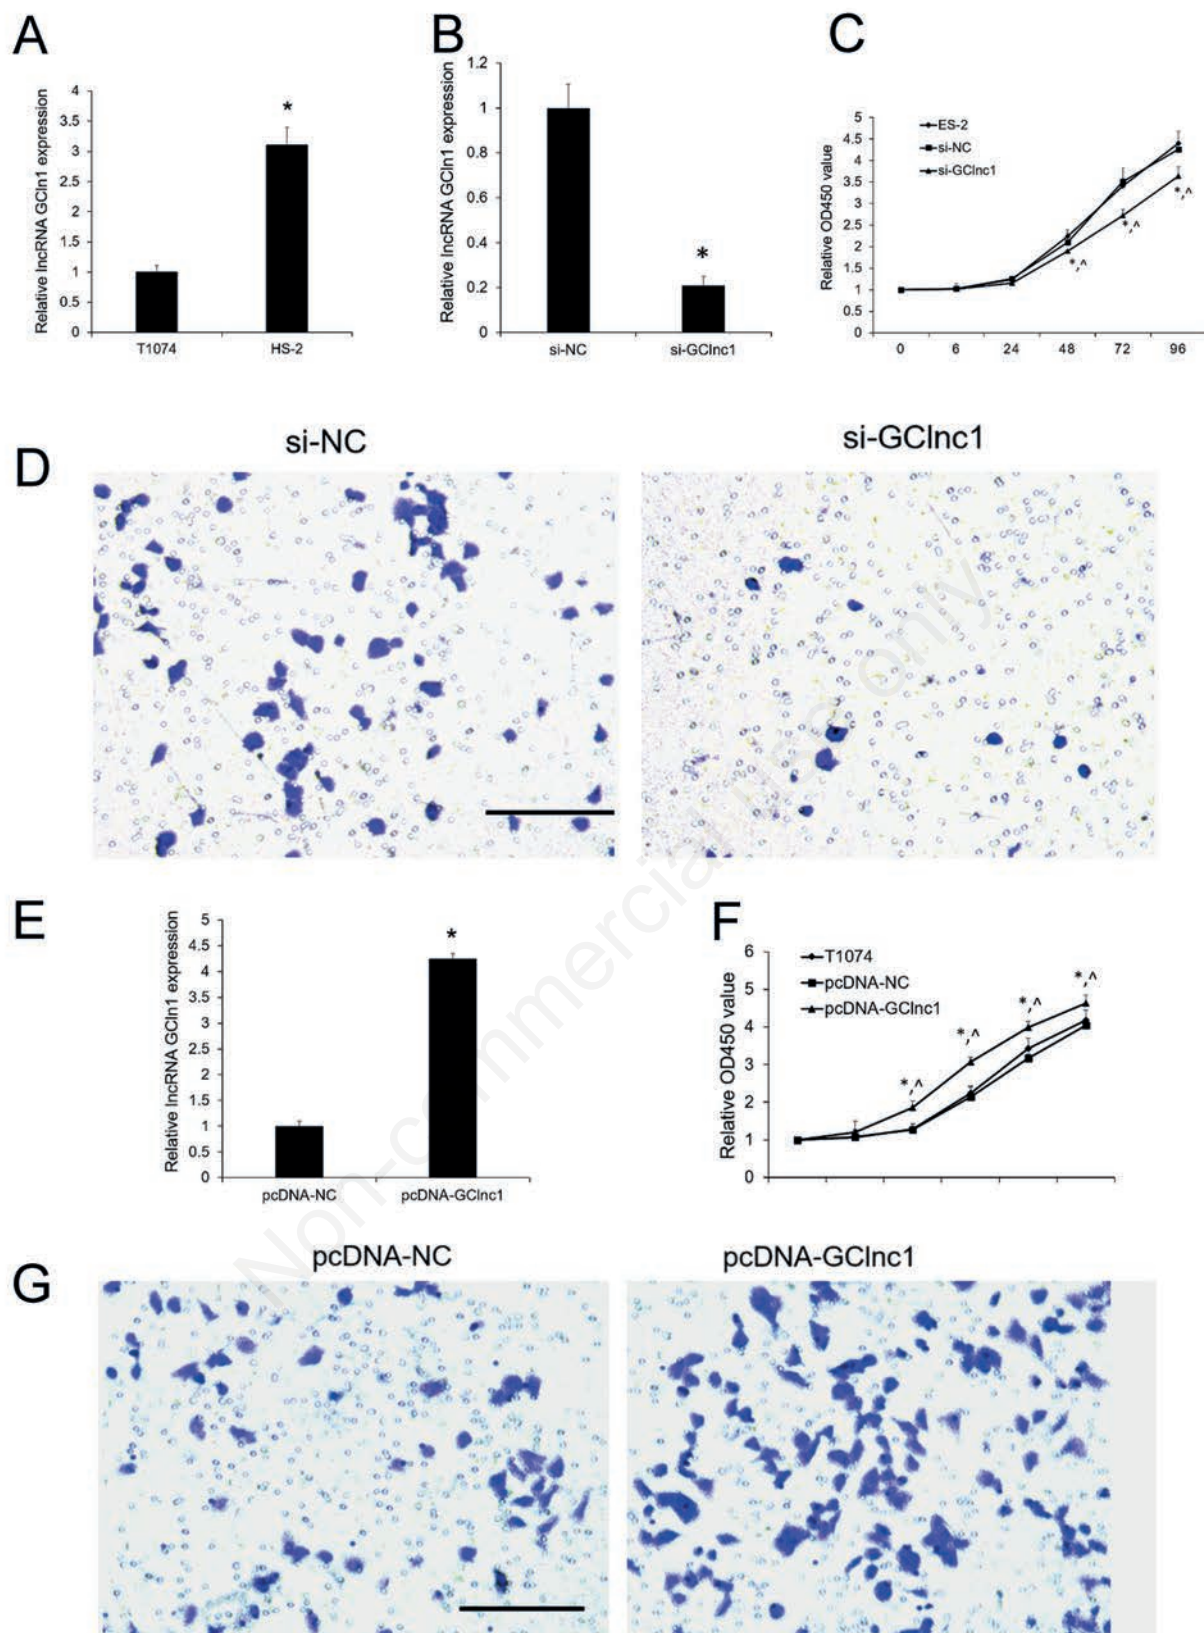 A
Relative lncRNA GCln1 expression
4
3.5
3
2.5
2
1.5
1
0.5
0
*
T1074
HS-2
B
Relative lncRNA GCln1 expression
1.2
1
0.8
0.6
0.4
0.2
0
*
si-NC
si-GClnc1
C
Relative OD450 value
5
4.5
4
3.5
3
2.5
2
1.5
1
0.5
0
ES-2
si-NC
si-GClnc1
*,^
*,^
*,^
0
6
24
48
72
96
D
si-NC
si-GClnc1
E
Relative lncRNA GCln1 expression
5
4.5
4
3.5
3
2.5
2
1.5
1
0.5
0
*
pcDNA-NC
pcDNA-GClnc1
F
Relative OD450 value
6
5
4
3
2
1
0
T1074
pcDNA-NC
pcDNA-GClnc1
*,^
*,^
*,^
*,^
G
pcDNA-NC
pcDNA-GClnc1
Non-commercial use only